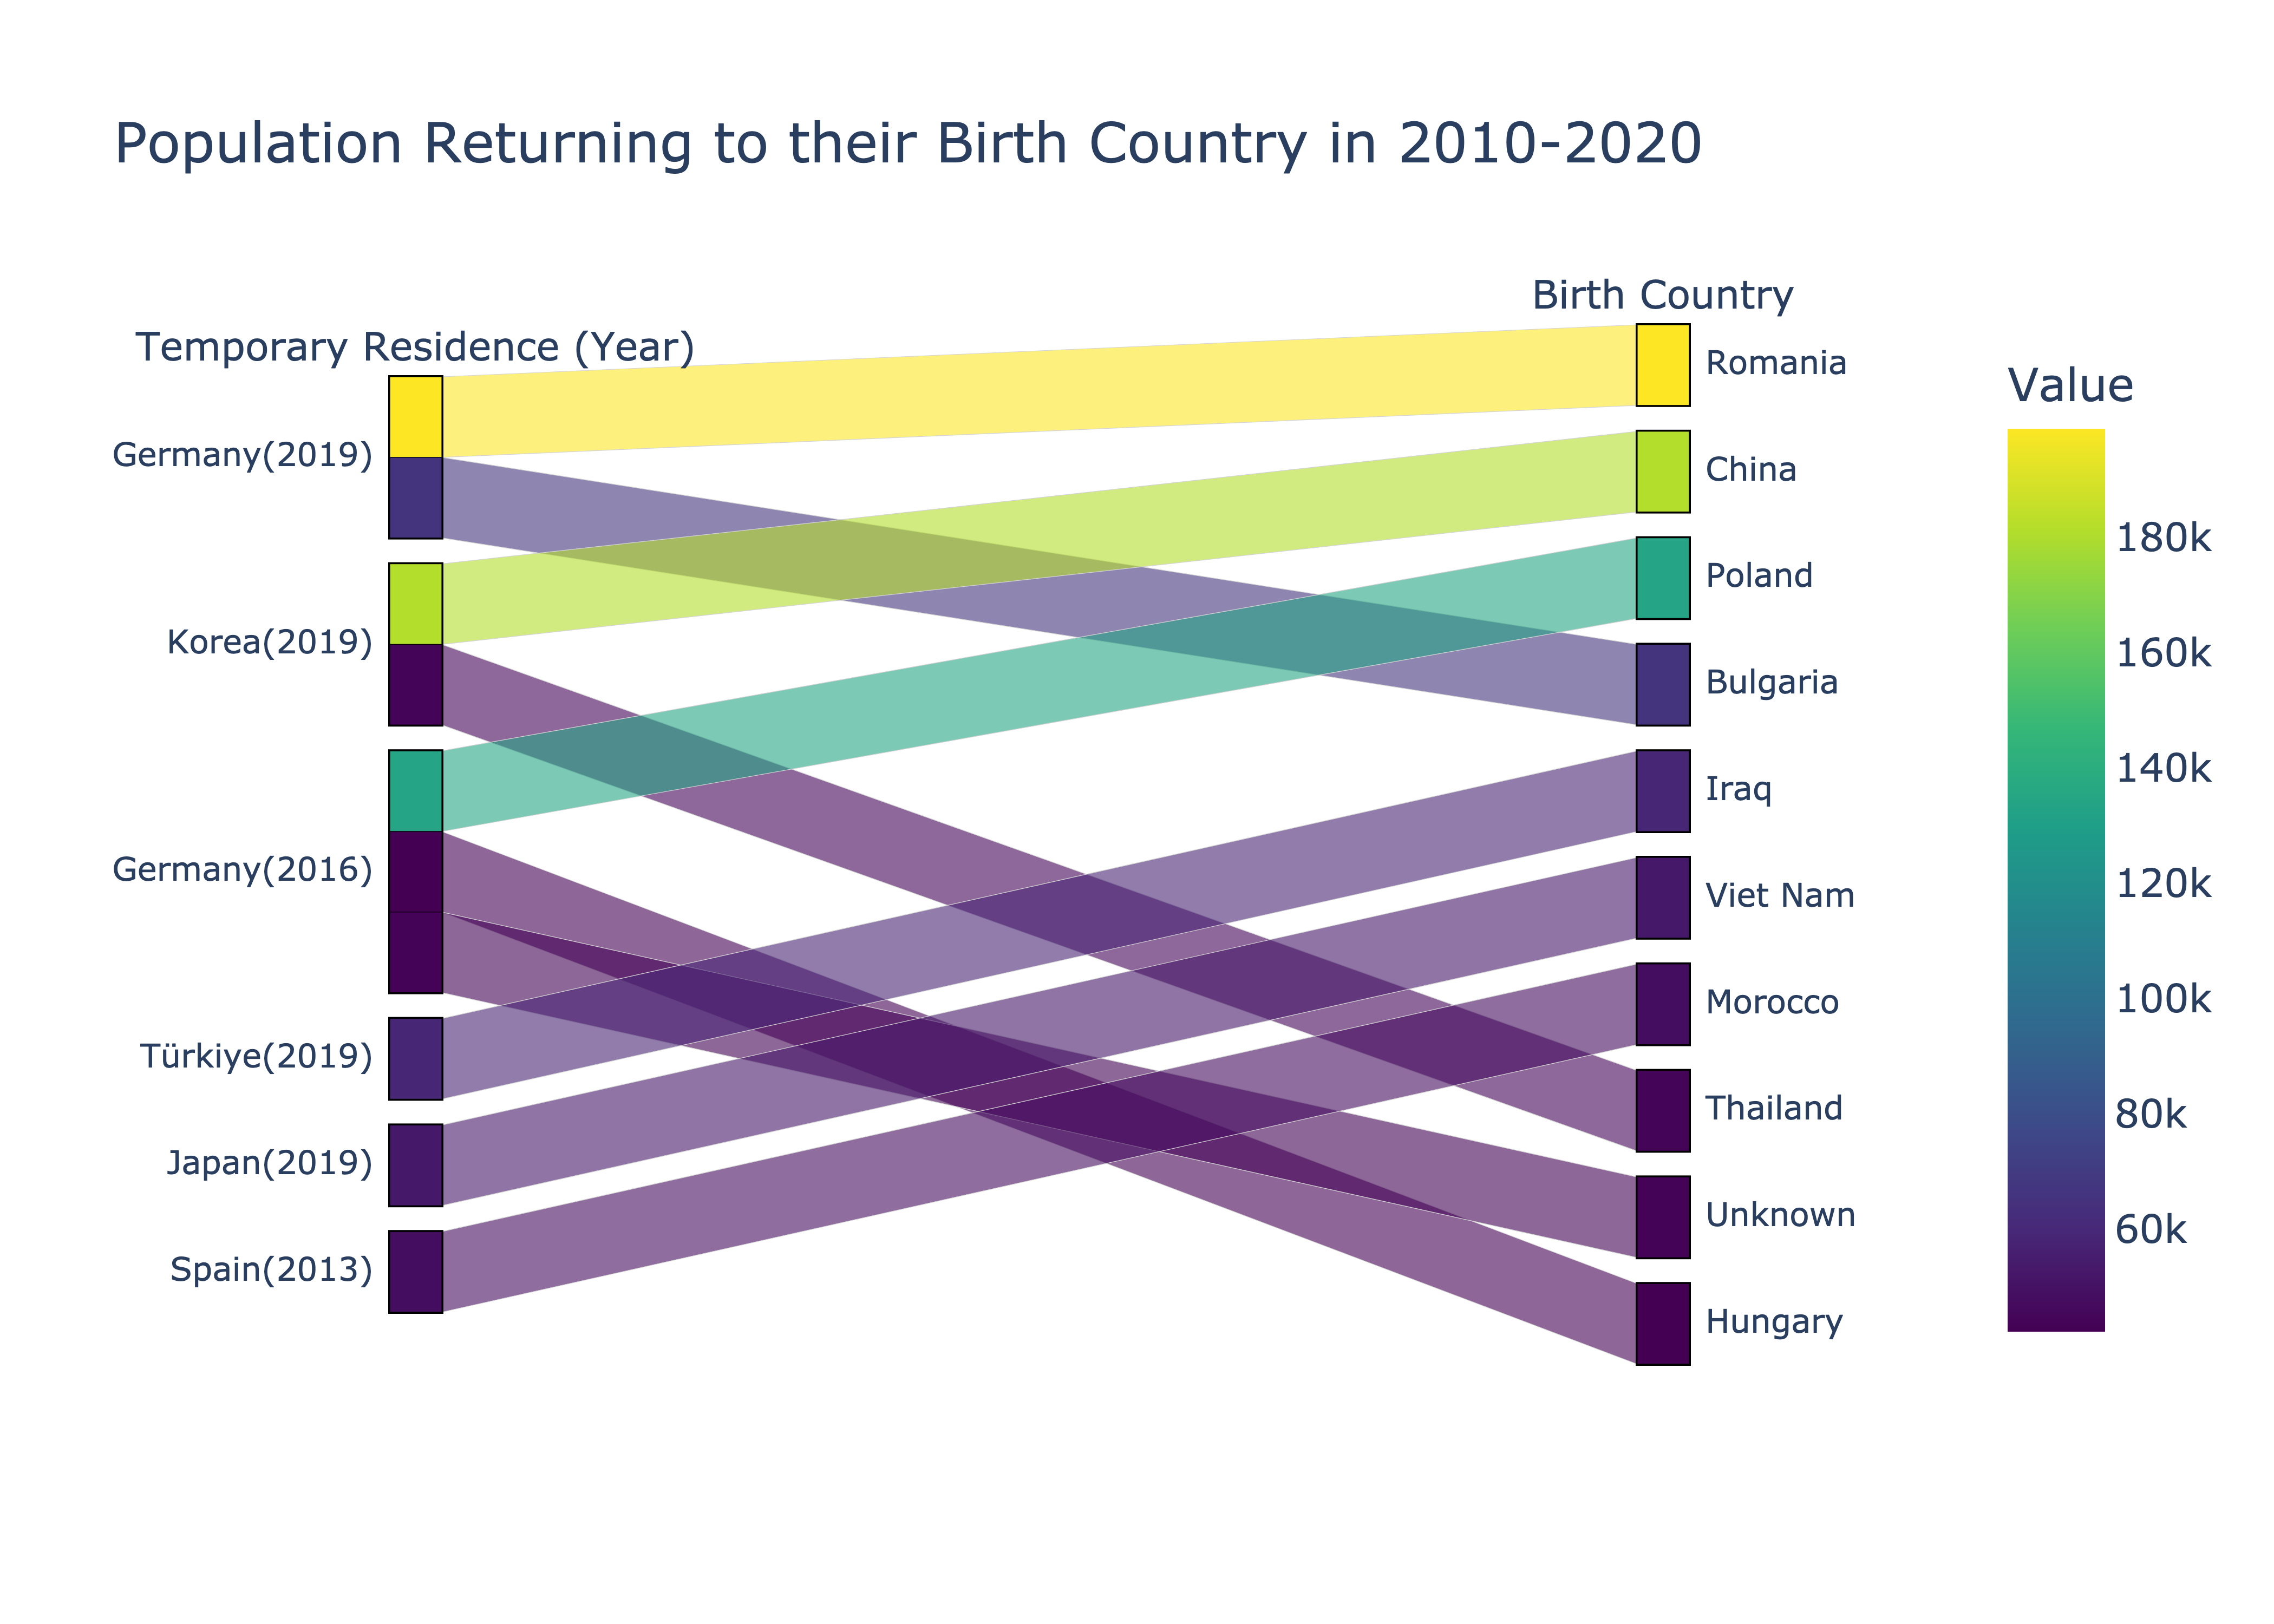 Population Returning to their Birth Country in 2010-2020
Temporary Residence (Year)
Germany(2019)
Korea(2019)
Germany(2016)
Türkiye(2019)
Japan(2019)
Spain(2013)
Birth Country
Romania
China
Poland
Bulgaria
Iraq
Viet Nam
Morocco
Thailand
Unknown
Hungary
Value
180k
160k
140k
120k
100k
80k
60k